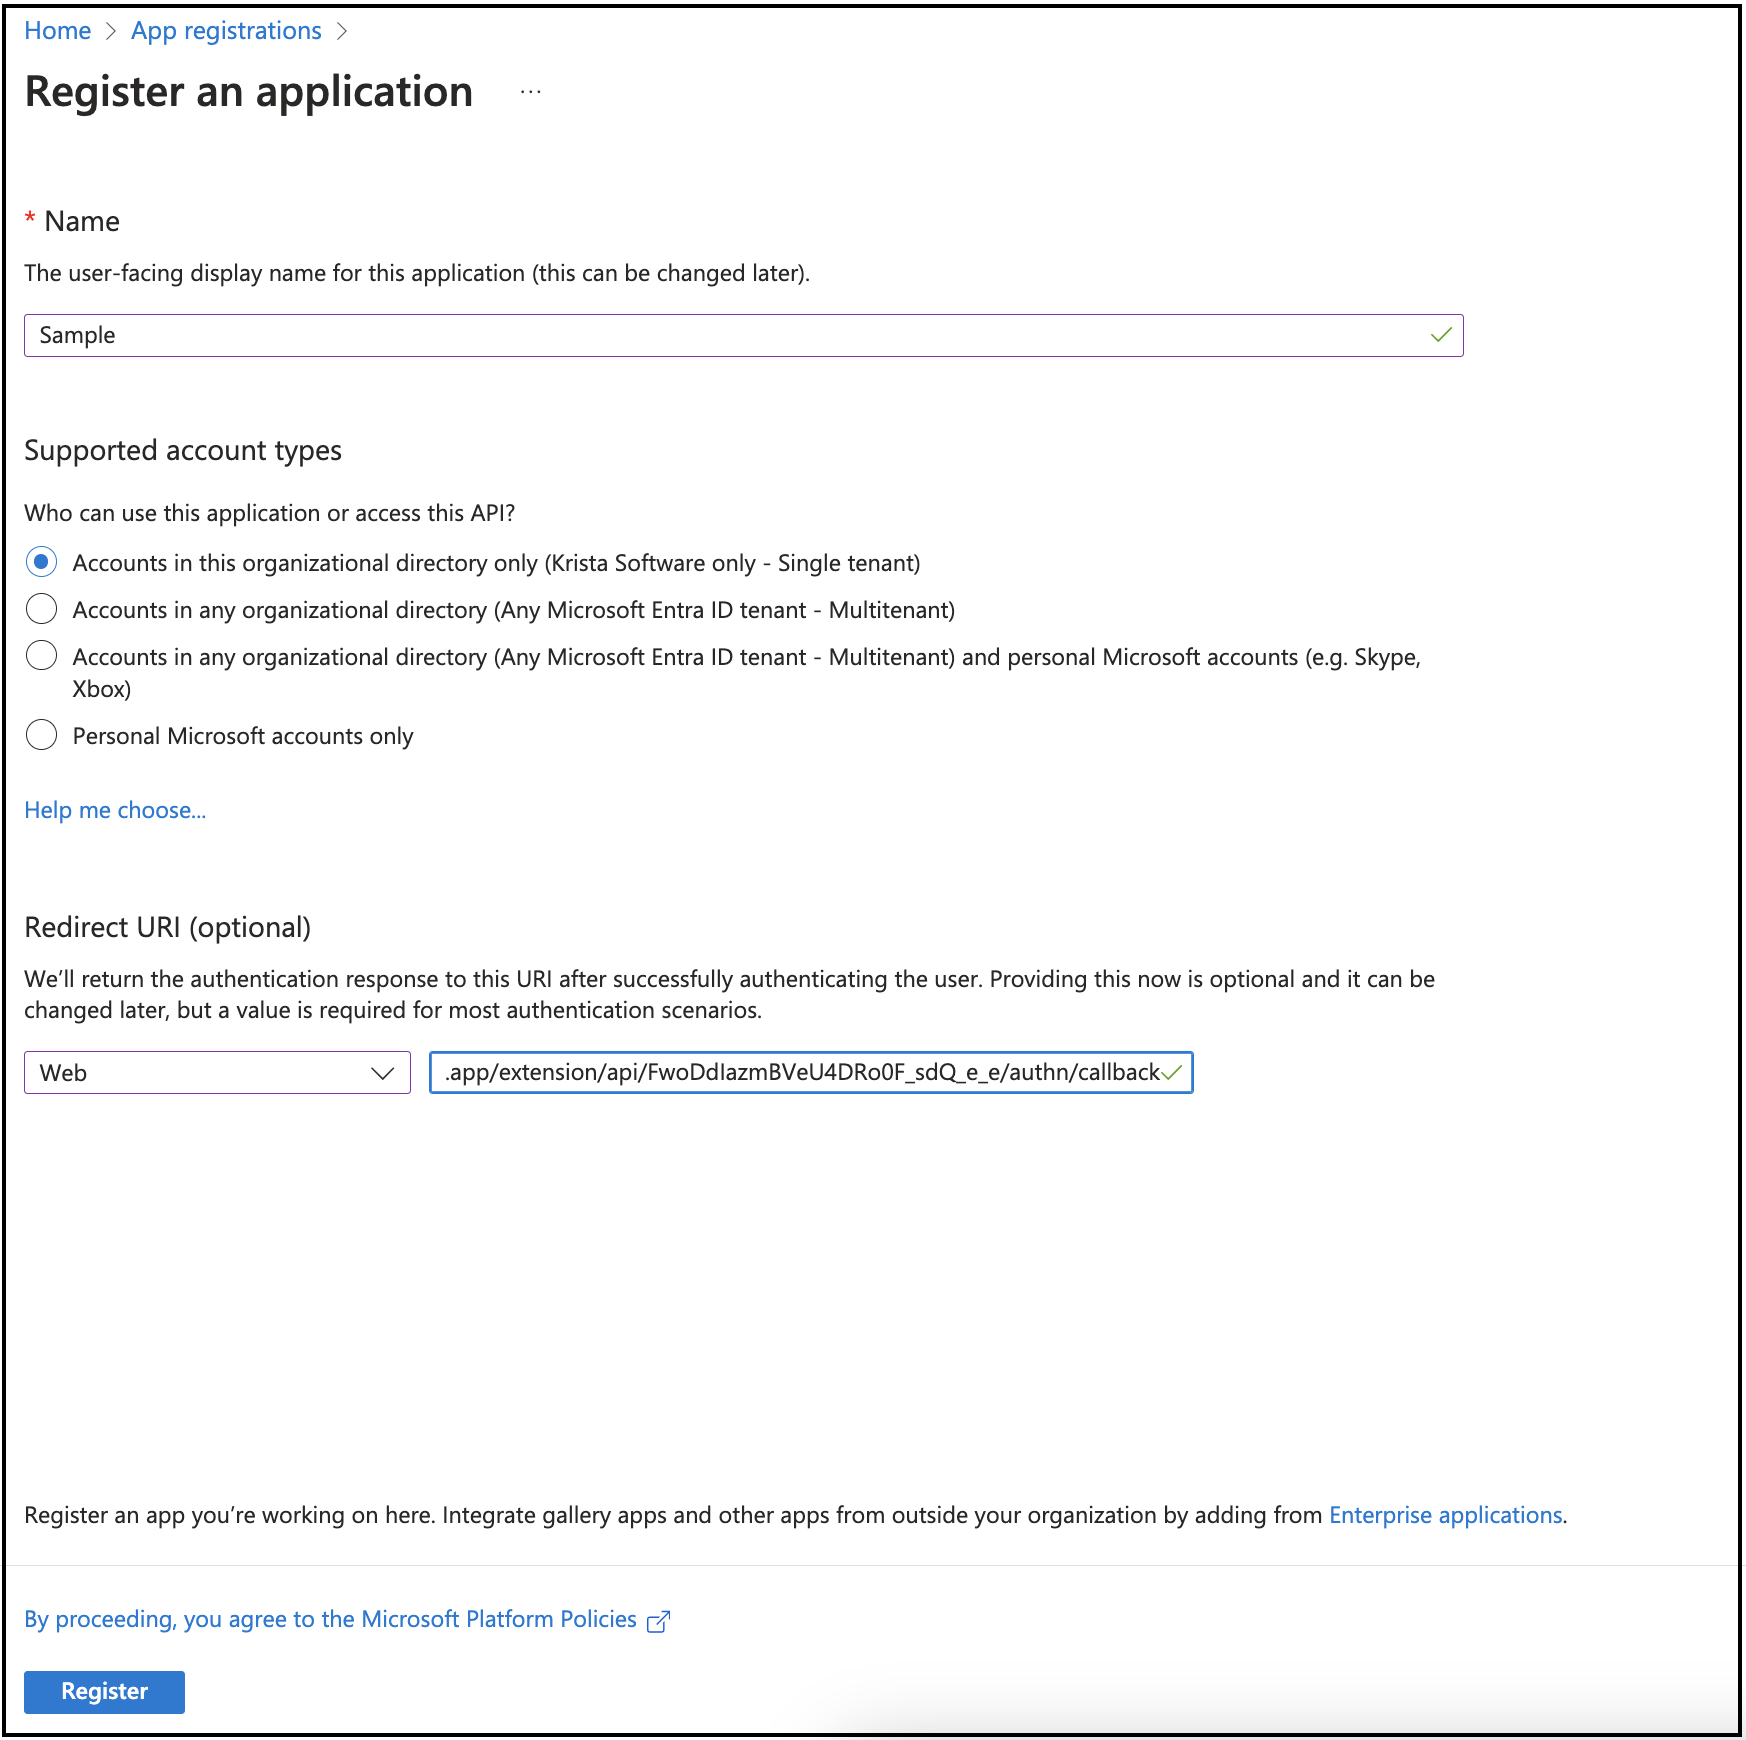 Home > App registrations >
Register an application ...
* Name
The user-facing display name for this application (this can be changed later).
Sample
Supported account types
Who can use this application or access this API?
Accounts in this organizational directory only (Krista Software only - Single tenant)
Accounts in any organizational directory (Any Microsoft Entra ID tenant - Multitenant)
Accounts in any organizational directory (Any Microsoft Entra ID tenant - Multitenant) and personal Microsoft accounts (e.g. Skype,
Xbox)
Personal Microsoft accounts only
Help me choose...
Redirect URI (optional)
We’ll return the authentication response to this URI after successfully authenticating the user. Providing this now is optional and it can be
changed later, but a value is required for most authentication scenarios.
Web
.app/extension/api/FwoDdIazmBVeU4DRo0F_sdQ_e_e/authn/callback
Register an app you’re working on here. Integrate gallery apps and other apps from outside your organization by adding from Enterprise applications.
By proceeding, you agree to the Microsoft Platform Policies
Register